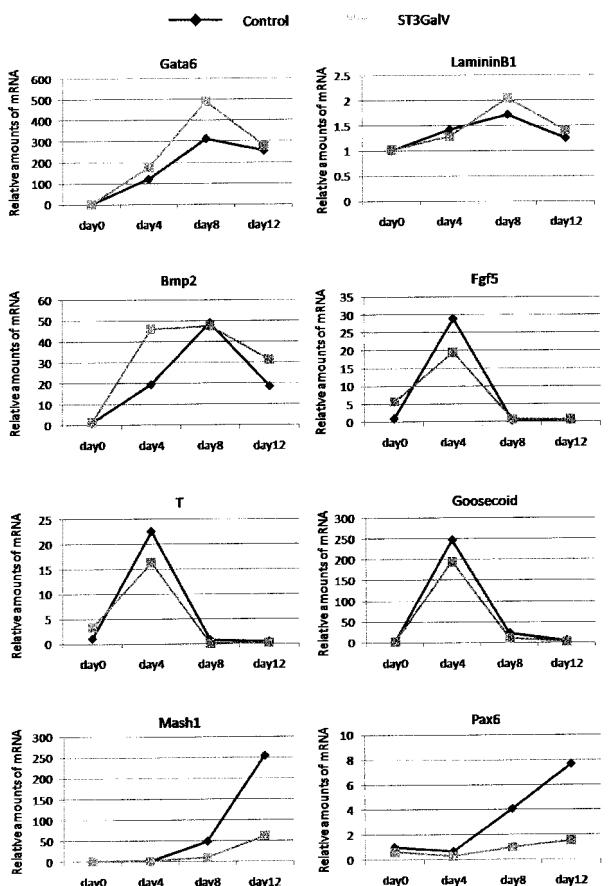 Control ST3GalV
Gata6
Relative amounts of mRNA
600
500
400
300
200
100
0
day0 day4 day8 day12
LamininB1
Relative amounts of mRNA
2.5
2
1.5
1
0.5
0
day0 day4 day8 day12
Bmp2
Relative amounts of mRNA
60
50
40
30
20
10
0
day0 day4 day8 day12
Fgf5
Relative amounts of mRNA
35
30
25
20
15
10
5
0
day0 day4 day8 day12
T
Relative amounts of mRNA
25
20
15
10
5
0
day0 day4 day8 day12
Goosecoid
Relative amounts of mRNA
300
250
200
150
100
50
0
day0 day4 day8 day12
Mash1
Relative amounts of mRNA
300
250
200
150
100
50
0
day0 day4 day8 day12
Pax6
Relative amounts of mRNA
10
8
6
4
2
0
day0 day4 day8 day12